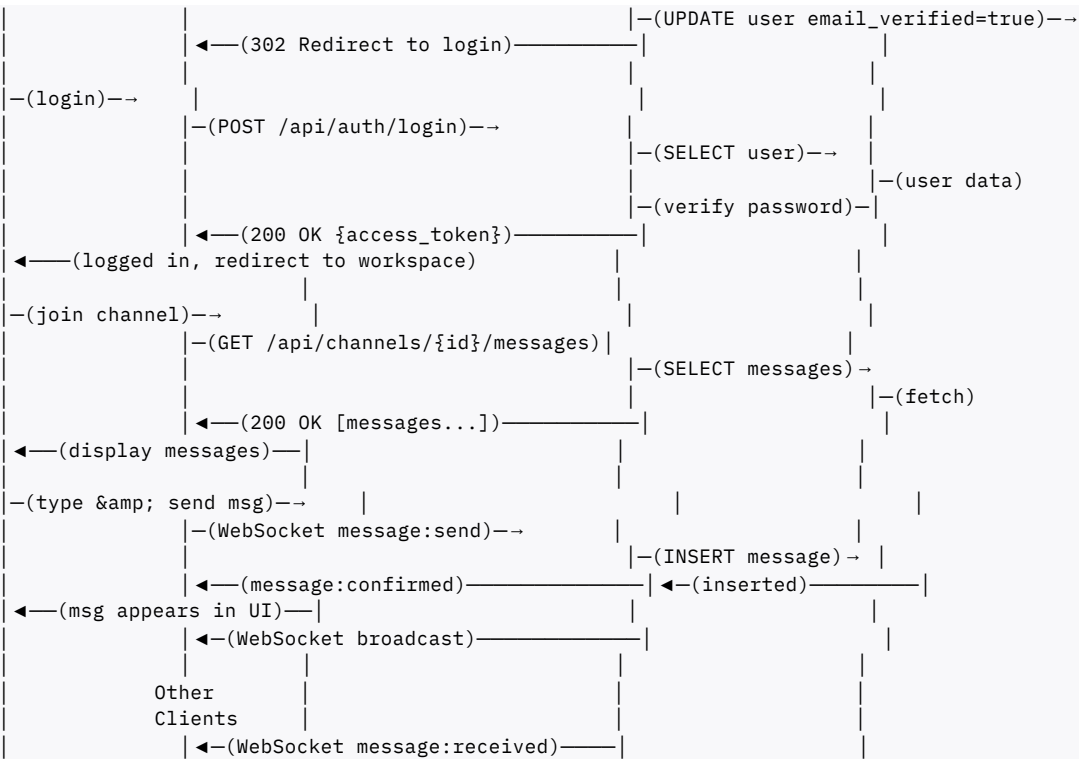 (UPDATE user email_verified=true)
(302 Redirect to login)
(login)
(POST /api/auth/login)
(SELECT user)
(user data)
(verify password)
(200 OK {access_token})
(logged in, redirect to workspace)
(join channel)
(GET /api/channels/{id}/messages)
(SELECT messages)
(fetch)
(200 OK [messages...])
(display messages)
(type &amp; send msg)
(WebSocket message:send)
(INSERT message)
(message:confirmed) (inserted)
(msg appears in UI)
(WebSocket broadcast)
Other
Clients
(WebSocket message:received)